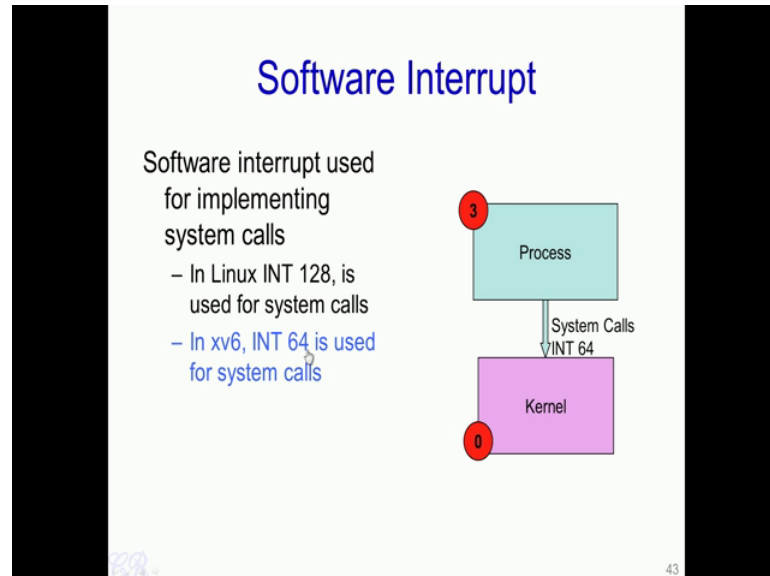 Software Interrupt
Software interrupt used
for implementing
system calls
– In Linux INT 128, is
used for system calls
– In xv6, INT 64 is used
for system calls
3
Process
System Calls
INT 64
Kernel
0
43